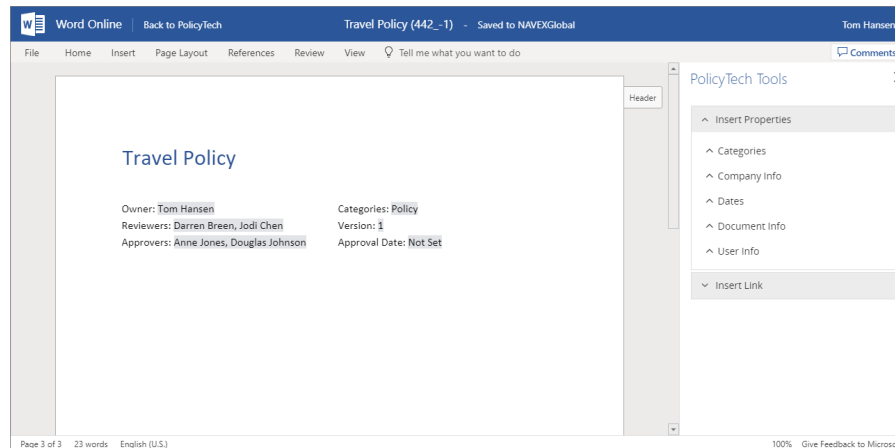 Word Online Back to PolicyTech Travel Policy (442_-1) - Saved to NAVEXGlobal Tom Hansen
File Home Insert Page Layout References Review View Tell me what you want to do Comments
PolicyTech Tools
Header
Insert Properties
Travel Policy
Categories
Company Info
Dates
Owner: Tom Hansen Categories: Policy
Reviewers: Darren Breen, Jodi Chen Version: 1
Document Info
Approvers: Anne Jones, Douglas Johnson Approval Date: Not Set
User Info
Insert Link
Page 3 of 3 23 words English (U.S.) 100% Give Feedback to Micros